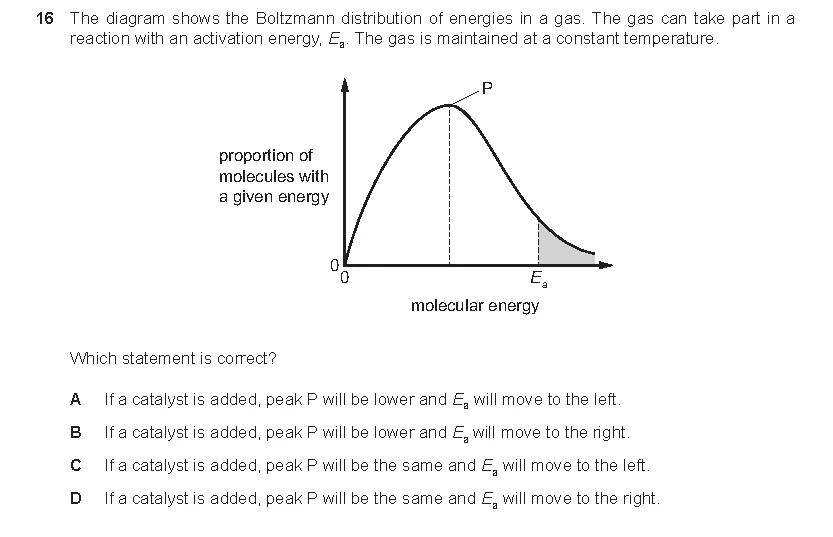 16 The diagram shows the Boltzmann distribution of energies in a gas. The gas can take part in a
reaction with an activation energy, Ea. The gas is maintained at a constant temperature.
P
proportion of
molecules with
a given energy
0
0
Ea
molecular energy
Which statement is correct?
A If a catalyst is added, peak P will be lower and Ea will move to the left.
B If a catalyst is added, peak P will be lower and Ea will move to the right.
C If a catalyst is added, peak P will be the same and Ea will move to the left.
D If a catalyst is added, peak P will be the same and Ea will move to the right.